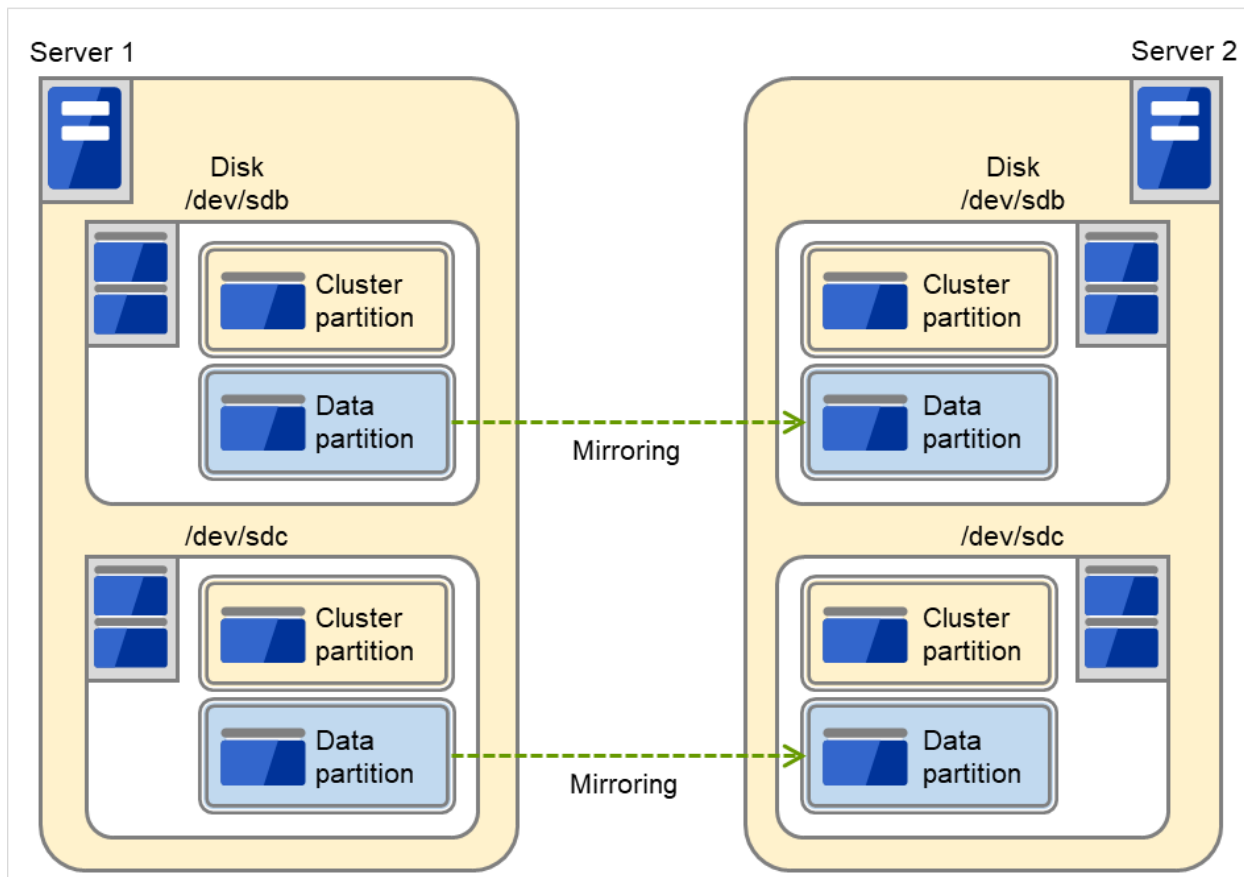 Server 1
Server 2
Disk
/dev/sdb
Disk
/dev/sdb
Cluster
partition
Cluster
partition
Data
partition
Data
partition
Mirroring
/dev/sdc
/dev/sdc
Cluster
partition
Cluster
partition
Data
partition
Data
partition
Mirroring